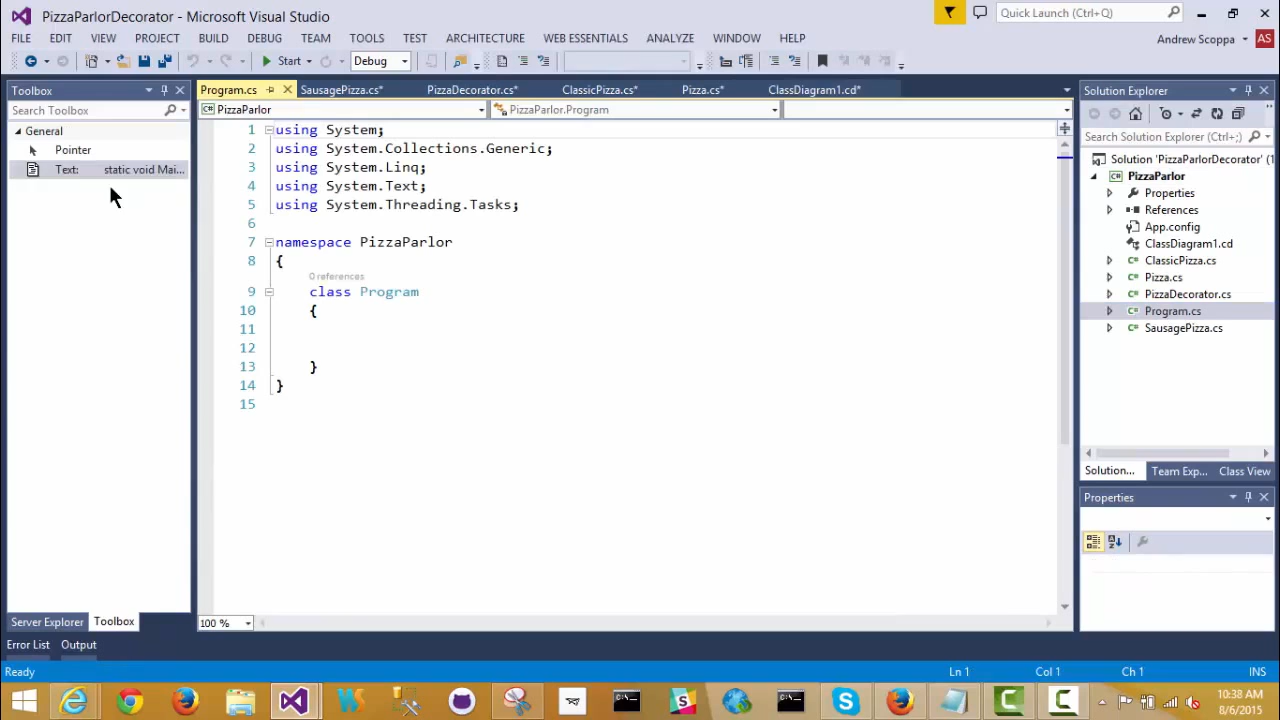 PizzaParlorDecorator - Microsoft Visual Studio
Quick Launch (Ctrl+Q)
FILE EDIT VIEW PROJECT BUILD DEBUG TEAM TOOLS TEST ARCHITECTURE WEB ESSENTIALS ANALYZE WINDOW HELP
Andrew Scoppa AS
Start Debug
Toolbox
Search Toolbox
General
Pointer
Text: static void Mai...
Server Explorer Toolbox
Program.cs SausagePizza.cs* PizzaDecorator.cs* ClassicPizza.cs* Pizza.cs* ClassDiagram1.cd*
PizzaParlor PizzaParlor.Program
1 using System;
2 using System.Collections.Generic;
3 using System.Linq;
4 using System.Text;
5 using System.Threading.Tasks;
6
7 namespace PizzaParlor
8 {
0 references
9 class Program
10 {
11
12
13 }
14 }
15
100 %
Solution Explorer
Search Solution Explorer (Ctrl+;)
Solution 'PizzaParlorDecorator' (1
PizzaParlor
Properties
References
App.config
ClassDiagram1.cd
ClassicPizza.cs
Pizza.cs
PizzaDecorator.cs
Program.cs
SausagePizza.cs
Solution... Team Exp... Class View
Properties
Error List Output
Ready Ln 1 Col 1 Ch 1 INS
10:38 AM
8/6/2015